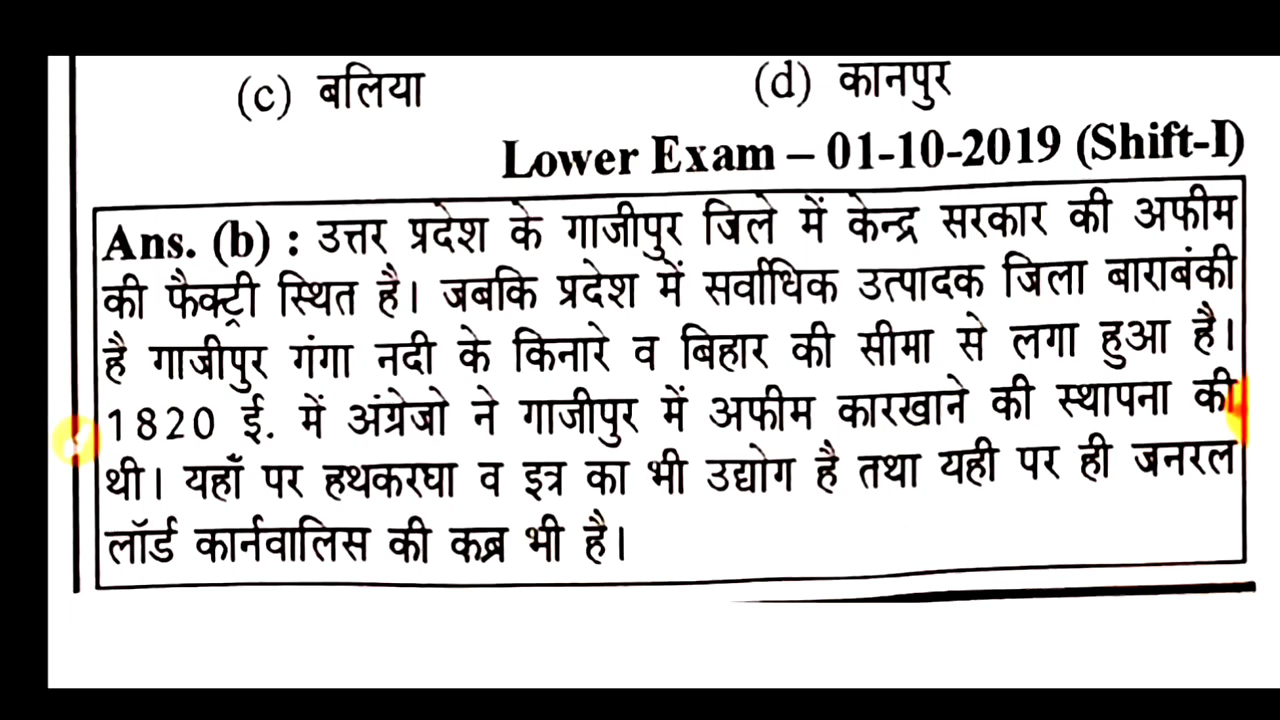 (c) बलिया (d) कानपुर
Lower Exam – 01-10-2019 (Shift-I)
Ans. (b) : उत्तर प्रदेश के गाजीपुर जिले में केन्द्र सरकार की अफीम
की फैक्ट्री स्थित है। जबकि प्रदेश में सर्वाधिक उत्पादक जिला बाराबंकी
है गाजीपुर गंगा नदी के किनारे व बिहार की सीमा से लगा हुआ है।
1820 ई. में अंग्रेजो ने गाजीपुर में अफीम कारखाने की स्थापना की
थी। यहाँ पर हथकरघा व इत्र का भी उद्योग है तथा यही पर ही जनरल
लॉर्ड कार्नवालिस की कब्र भी है।